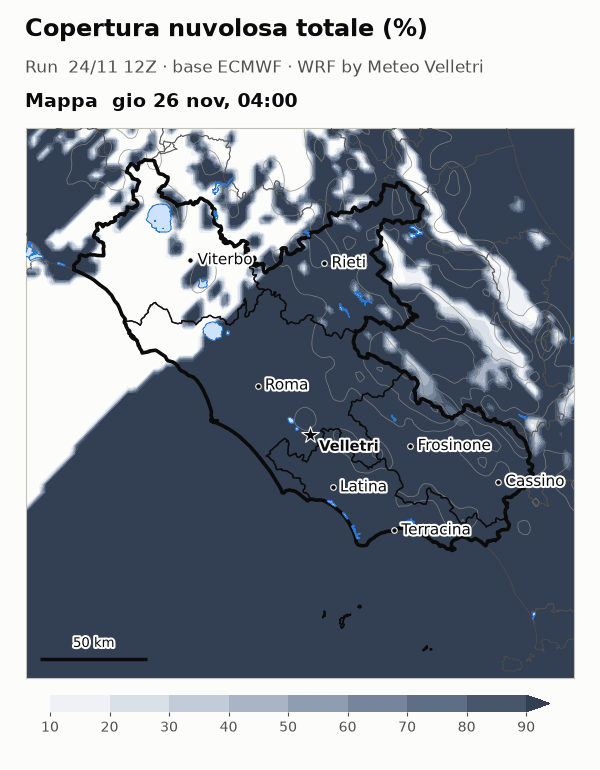 Copertura nuvolosa totale (%)
Run  24/11 12Z · base ECMWF · WRF by Meteo Velletri
Mappa  gio 26 nov, 04:00
Viterbo
Rieti
Roma
Velletri
Frosinone
Cassino
Latina
Terracina
50 km
10 20 30 40 50 60 70 80 90